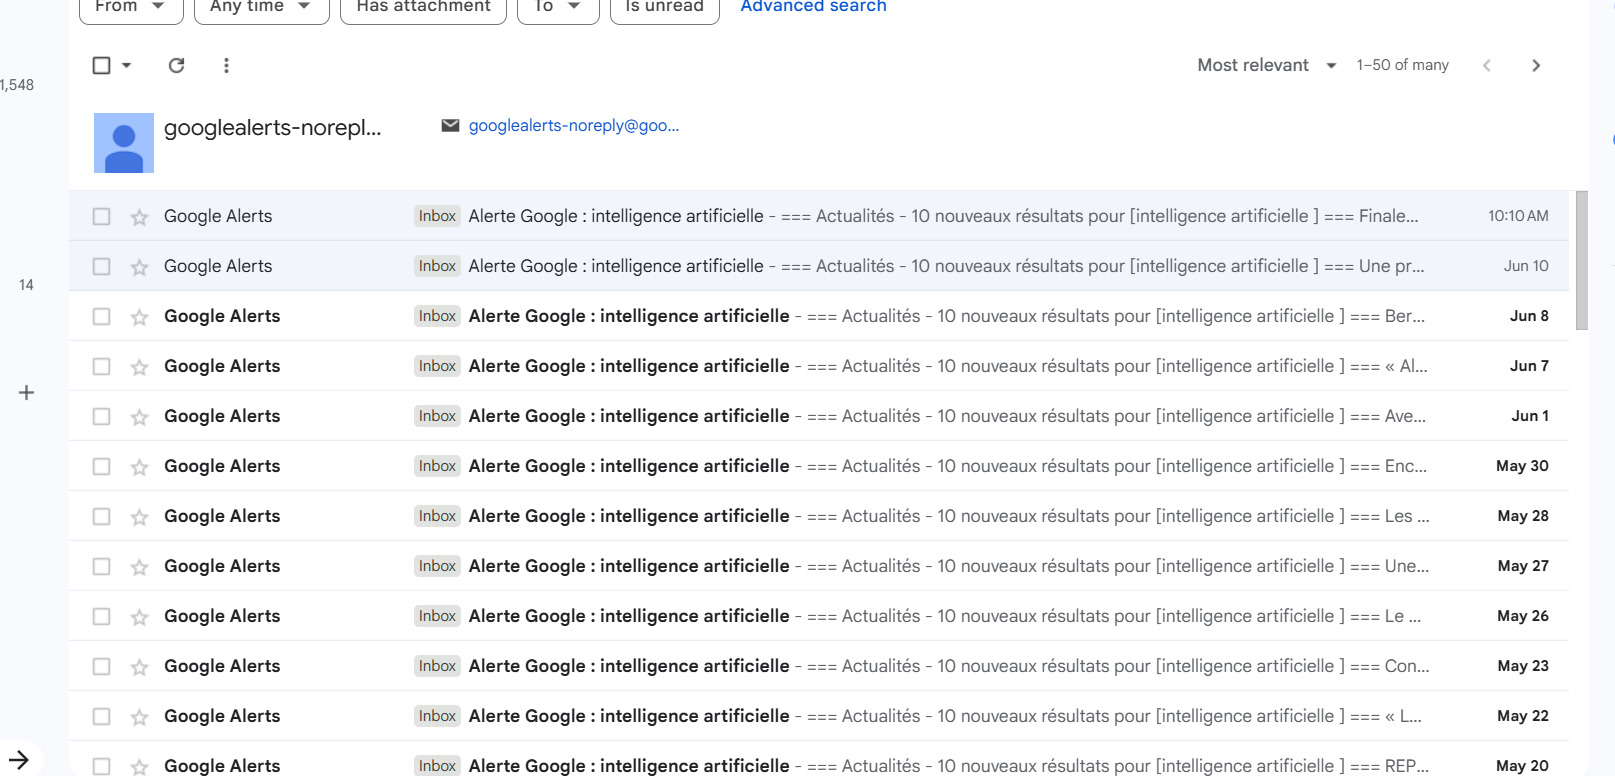 From Any time Has attachment To Is unread Advanced search
Most relevant 1–50 of many
1,548
googlealerts-norepl... googlealerts-noreply@goo...
Google Alerts Inbox Alerte Google : intelligence artificielle - === Actualités - 10 nouveaux résultats pour [intelligence artificielle ] === Finale... 10:10 AM
Google Alerts Inbox Alerte Google : intelligence artificielle - === Actualités - 10 nouveaux résultats pour [intelligence artificielle ] === Une pr... Jun 10
14
Google Alerts Inbox Alerte Google : intelligence artificielle - === Actualités - 10 nouveaux résultats pour [intelligence artificielle ] === Ber... Jun 8
Google Alerts Inbox Alerte Google : intelligence artificielle - === Actualités - 10 nouveaux résultats pour [intelligence artificielle ] === « Al... Jun 7
Google Alerts Inbox Alerte Google : intelligence artificielle - === Actualités - 10 nouveaux résultats pour [intelligence artificielle ] === Ave... Jun 1
Google Alerts Inbox Alerte Google : intelligence artificielle - === Actualités - 10 nouveaux résultats pour [intelligence artificielle ] === Enc... May 30
Google Alerts Inbox Alerte Google : intelligence artificielle - === Actualités - 10 nouveaux résultats pour [intelligence artificielle ] === Les ... May 28
Google Alerts Inbox Alerte Google : intelligence artificielle - === Actualités - 10 nouveaux résultats pour [intelligence artificielle ] === Une... May 27
Google Alerts Inbox Alerte Google : intelligence artificielle - === Actualités - 10 nouveaux résultats pour [intelligence artificielle ] === Le ... May 26
Google Alerts Inbox Alerte Google : intelligence artificielle - === Actualités - 10 nouveaux résultats pour [intelligence artificielle ] === Con... May 23
Google Alerts Inbox Alerte Google : intelligence artificielle - === Actualités - 10 nouveaux résultats pour [intelligence artificielle ] === « L... May 22
Google Alerts Inbox Alerte Google : intelligence artificielle - === Actualités - 10 nouveaux résultats pour [intelligence artificielle ] === REP... May 20